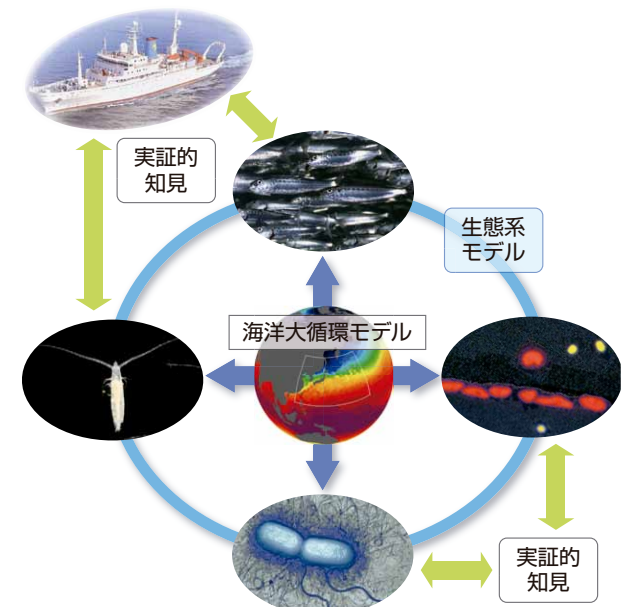 実証的
知見
生態系
モデル
海洋大循環モデル
実証的
知見